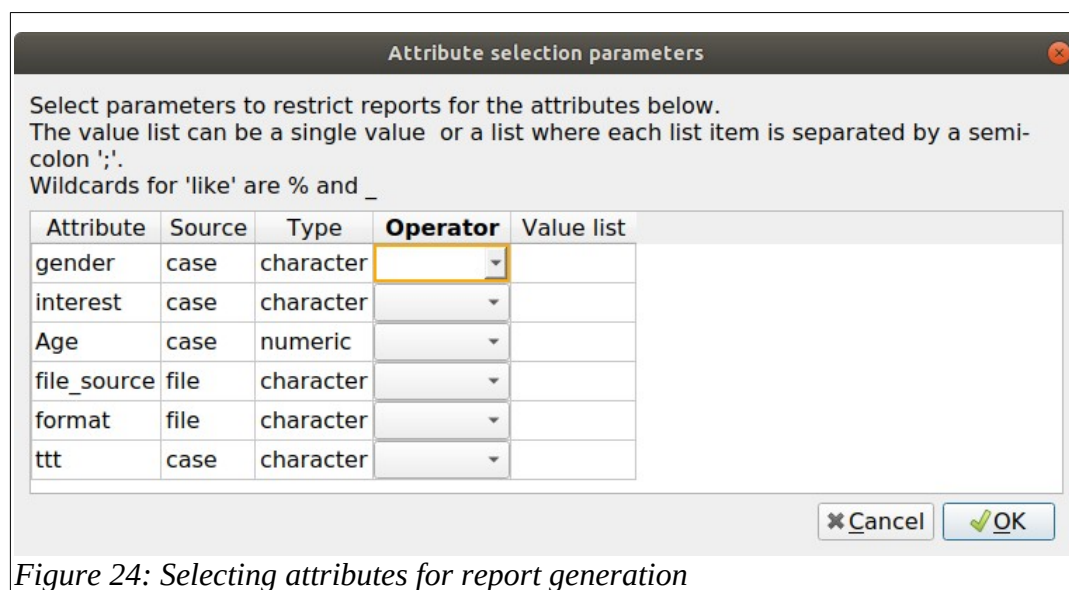 Attribute selection parameters
Select parameters to restrict reports for the attributes below.
The value list can be a single value  or a list where each list item is separated by a semi-
colon ';'.
Wildcards for 'like' are % and _
Attribute Source Type Operator Value list
gender case character
interest case character
Age case numeric
file_source file character
format file character
ttt case character
Cancel OK
Figure 24: Selecting attributes for report generation